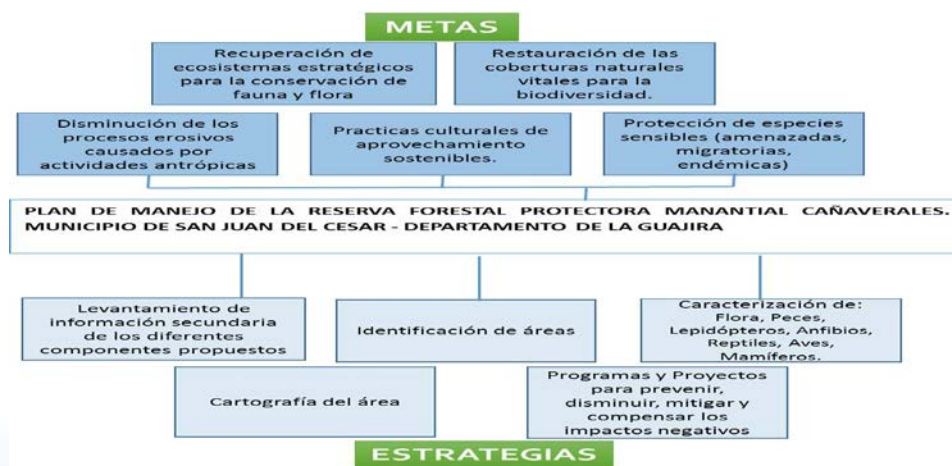 METAS
Recuperación de
ecosistemas estratégicos
para la conservación de
fauna y flora
Restauración de las
coberturas naturales
vitales para la
biodiversidad.
Disminución de los
procesos erosivos
causados por
actividades antrópicas
Practicas culturales de
aprovechamiento
sostenibles.
Protección de especies
sensibles (amenazadas,
migratorias,
endémicas)
PLAN DE MANEJO DE LA RESERVA FORESTAL PROTECTORA MANANTIAL CAÑAVERALES.
MUNICIPIO DE SAN JUAN DEL CESAR - DEPARTAMENTO DE LA GUAJIRA
Levantamiento de
información secundaria
de los diferentes
componentes propuestos
Identificación de áreas
Caracterización de:
Flora, Peces,
Lepidópteros, Anfibios,
Reptiles, Aves,
Mamíferos.
Cartografía del área
Programas y Proyectos
para prevenir,
disminuir, mitigar y
compensar los
impactos negativos
ESTRATEGIAS